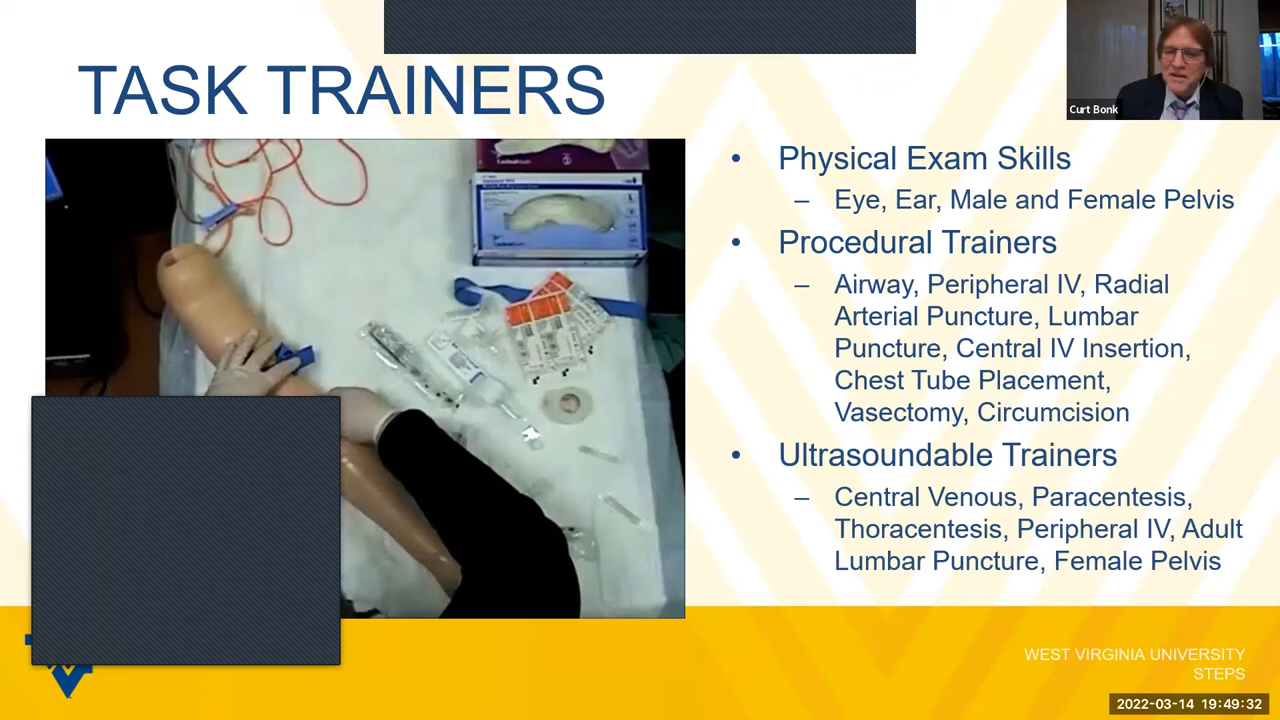 TASK TRAINERS
Curt Bonk
• Physical Exam Skills
– Eye, Ear, Male and Female Pelvis
• Procedural Trainers
– Airway, Peripheral IV, Radial
Arterial Puncture, Lumbar
Puncture, Central IV Insertion,
Chest Tube Placement,
Vasectomy, Circumcision
• Ultrasoundable Trainers
– Central Venous, Paracentesis,
Thoracentesis, Peripheral IV, Adult
Lumbar Puncture, Female Pelvis
WEST VIRGINIA UNIVERSITY
STEPS
2022-03-14 19:49:32